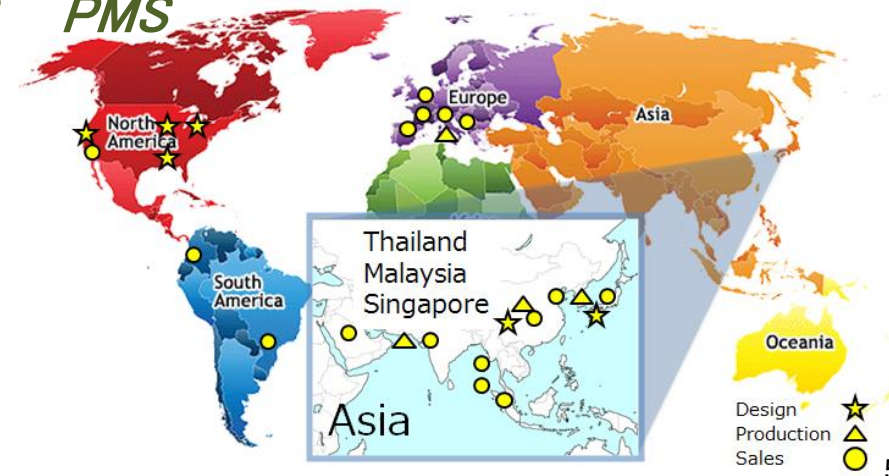 PMS
North
America
Europe
Asia
South
America
Oceania
Thailand
Malaysia
Singapore
Asia
Design
Production
Sales